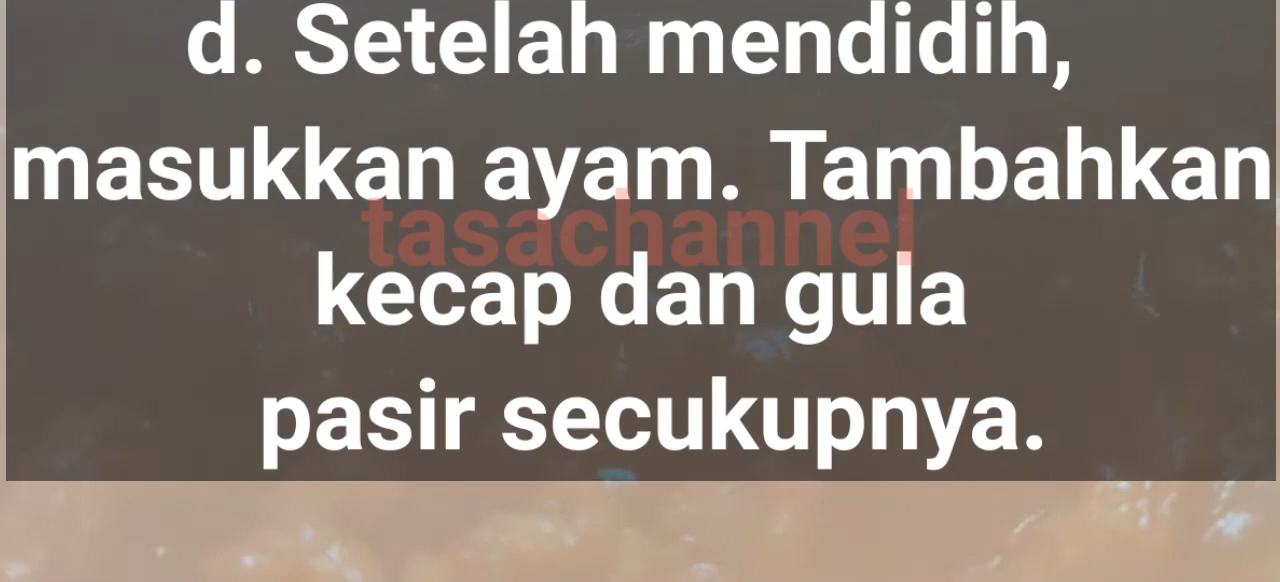 d. Setelah mendidih,
masukkan ayam. Tambahkan
tasachannel
kecap dan gula
pasir secukupnya.